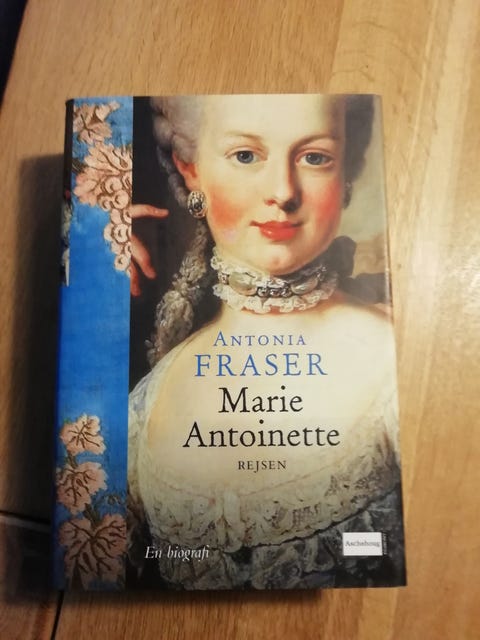 ANTONIA
FRASER
Marie
Antoinette
REJSEN
En biografi
Aschehoug